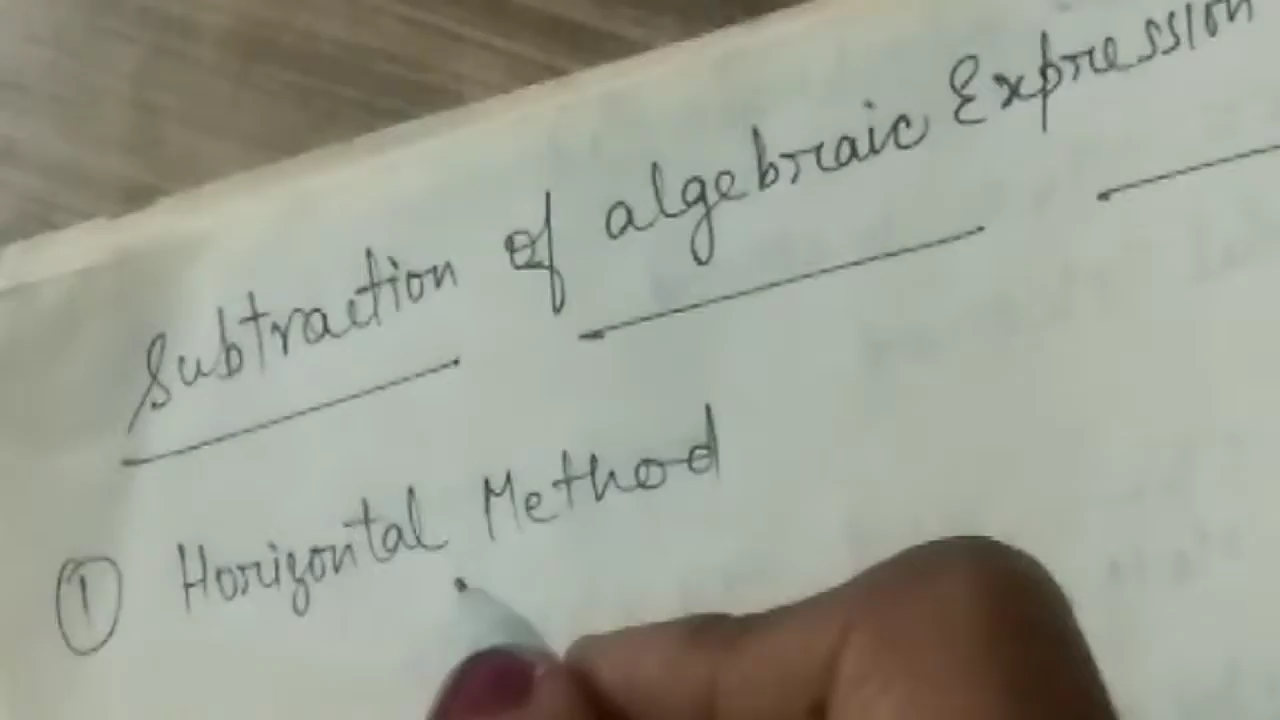 Subtraction of algebraic Expression
① Horizontal Method